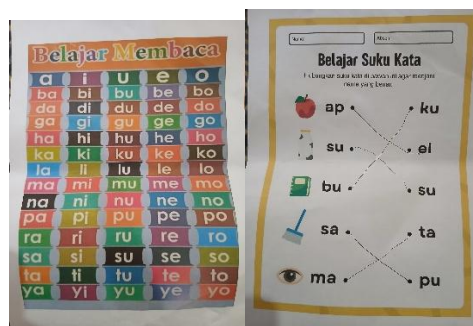 Belajar Membaca
a i u e o
ba bi bu be bo
da di du de do
ga gi gu ge go
ha hi hu he ho
ka ki ku ke ko
la li lu le lo
ma mi mu me mo
na ni nu ne no
pa pi pu pe po
ra ri ru re ro
sa si su se so
ta ti tu te to
ya yi yu ye yo
Belajar Suku Kata
ap ku
su el
bu su
sa ta
ma pu